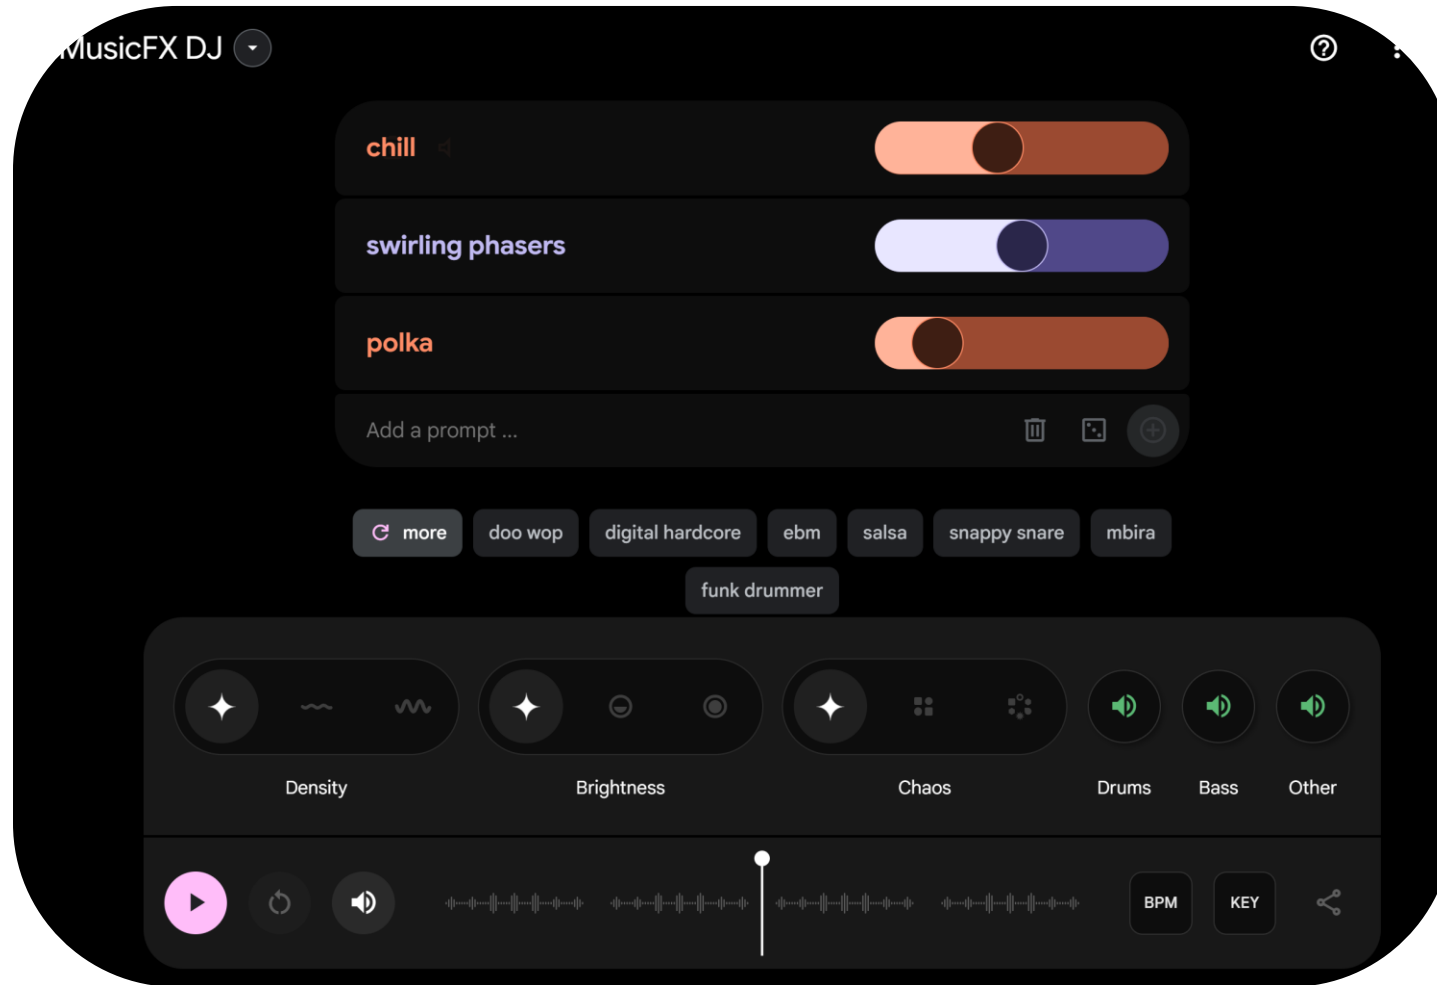 MusicFX DJ
chill
swirling phasers
polka
Add a prompt ...
more doo wop digital hardcore ebm salsa snappy snare mbira
funk drummer
Density Brightness Chaos Drums Bass Other
BPM KEY